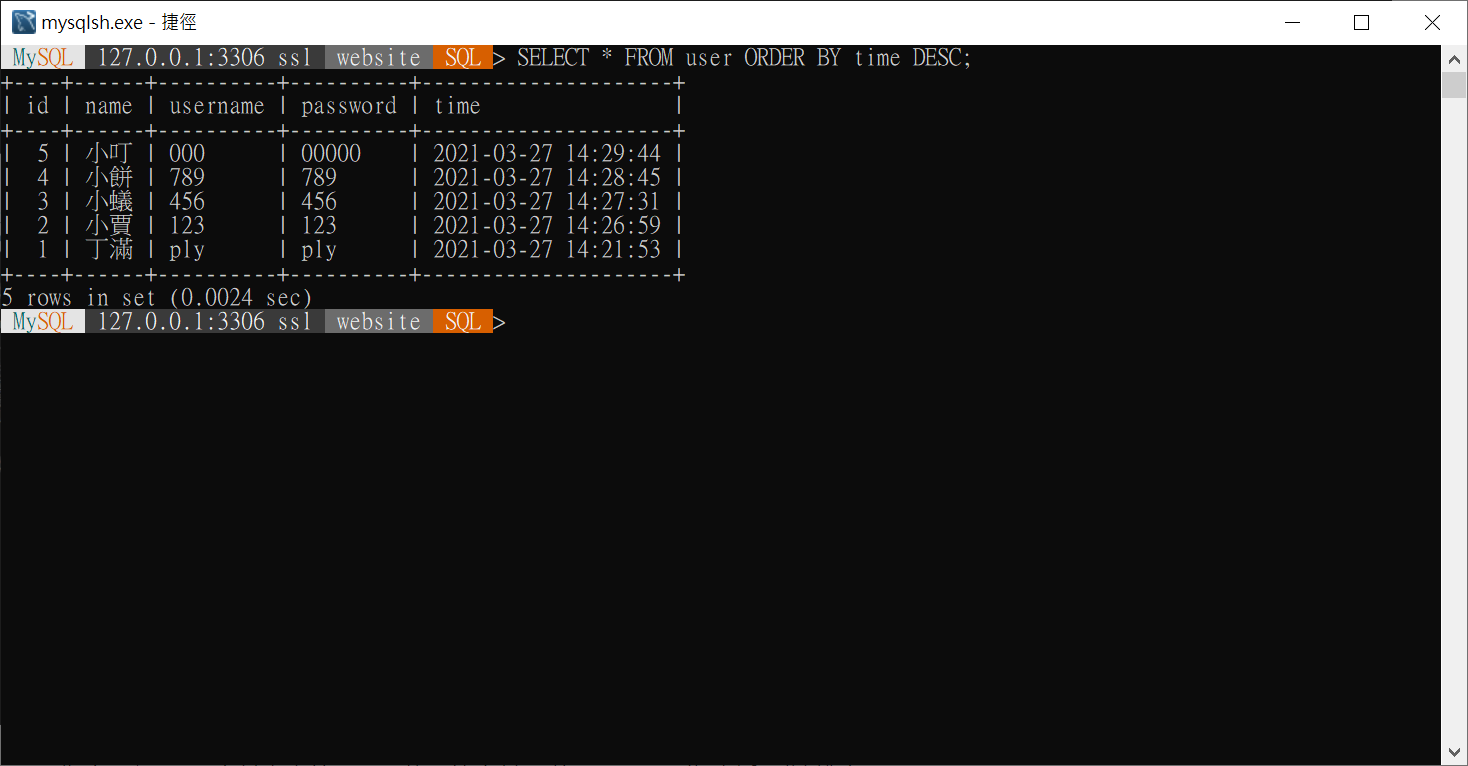 mysqlsh.exe - 捷徑
MySQL 127.0.0.1:3306 ssl website SQL > SELECT * FROM user ORDER BY time DESC;
+----+------+----------+----------+---------------------+
| id | name | username | password | time                |
+----+------+----------+----------+---------------------+
|  5 | 小叮 | 000      | 00000    | 2021-03-27 14:29:44 |
|  4 | 小餅 | 789      | 789      | 2021-03-27 14:28:45 |
|  3 | 小蟻 | 456      | 456      | 2021-03-27 14:27:31 |
|  2 | 小賈 | 123      | 123      | 2021-03-27 14:26:59 |
|  1 | 丁滿 | ply      | ply      | 2021-03-27 14:21:53 |
+----+------+----------+----------+---------------------+
5 rows in set (0.0024 sec)
MySQL 127.0.0.1:3306 ssl website SQL >